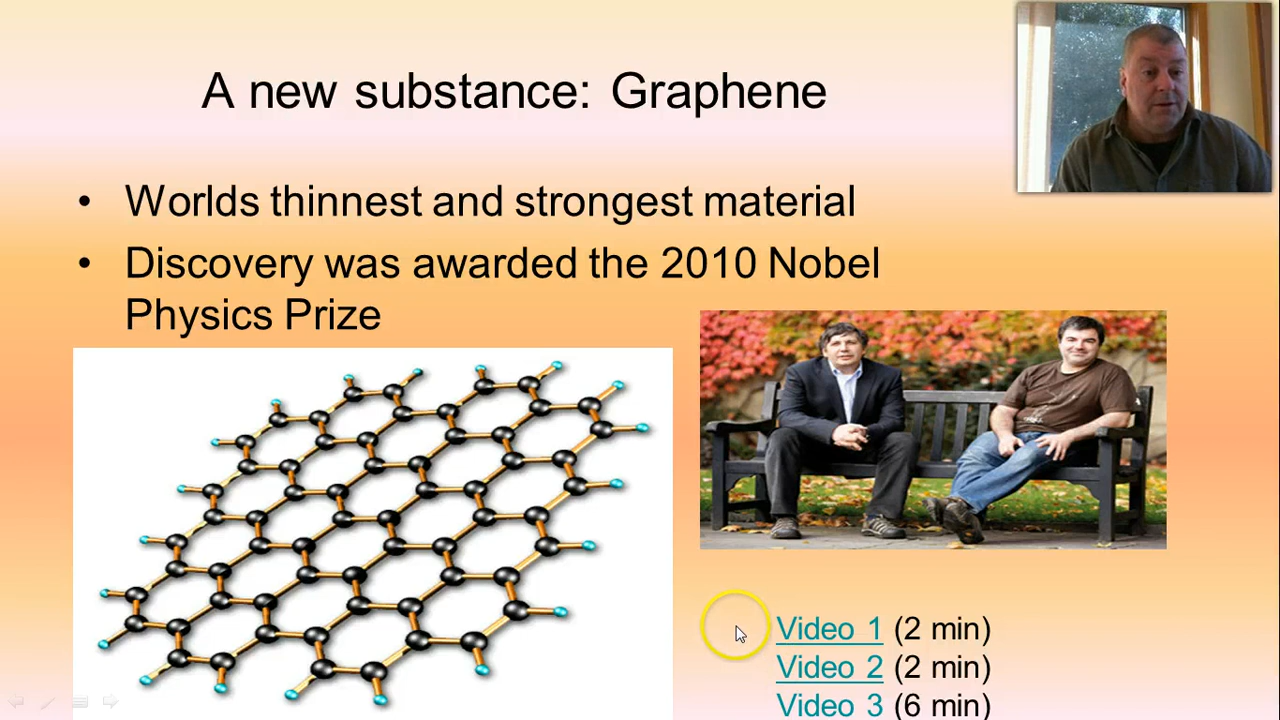 A new substance: Graphene
• Worlds thinnest and strongest material
• Discovery was awarded the 2010 Nobel
Physics Prize
Video 1 (2 min)
Video 2 (2 min)
Video 3 (6 min)